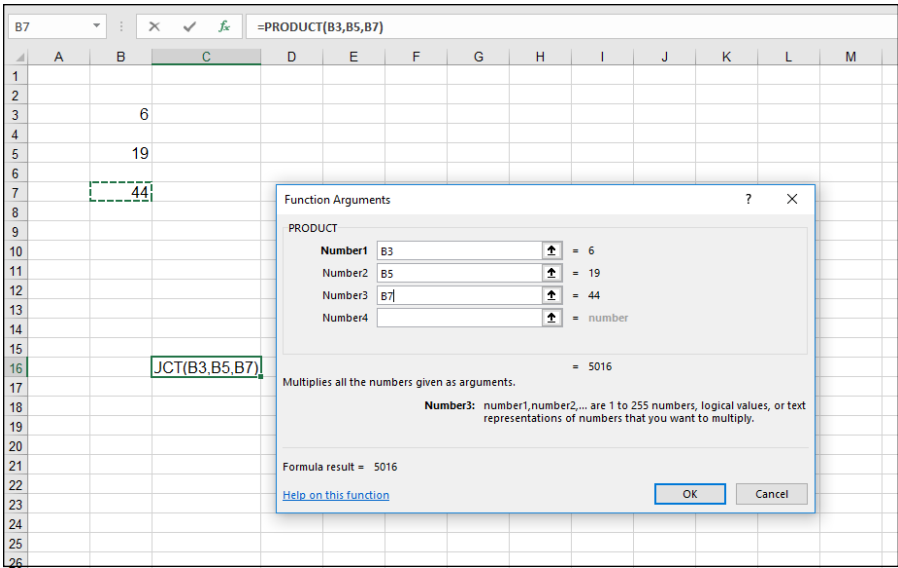 B7 fx =PRODUCT(B3,B5,B7)
A B C D E F G H I J K L M
1
2
3 6
4
5 19
6
7 44
8
9
10
11
12
13
14
15
16 JCT(B3,B5,B7)
17
18
19
20
21
22
23
24
25
26
Function Arguments ?
PRODUCT
Number1 B3 = 6
Number2 B5 = 19
Number3 B7 = 44
Number4 = number
= 5016
Multiplies all the numbers given as arguments.
Number3: number1,number2,... are 1 to 255 numbers, logical values, or text
representations of numbers that you want to multiply.
Formula result = 5016
Help on this function OK Cancel